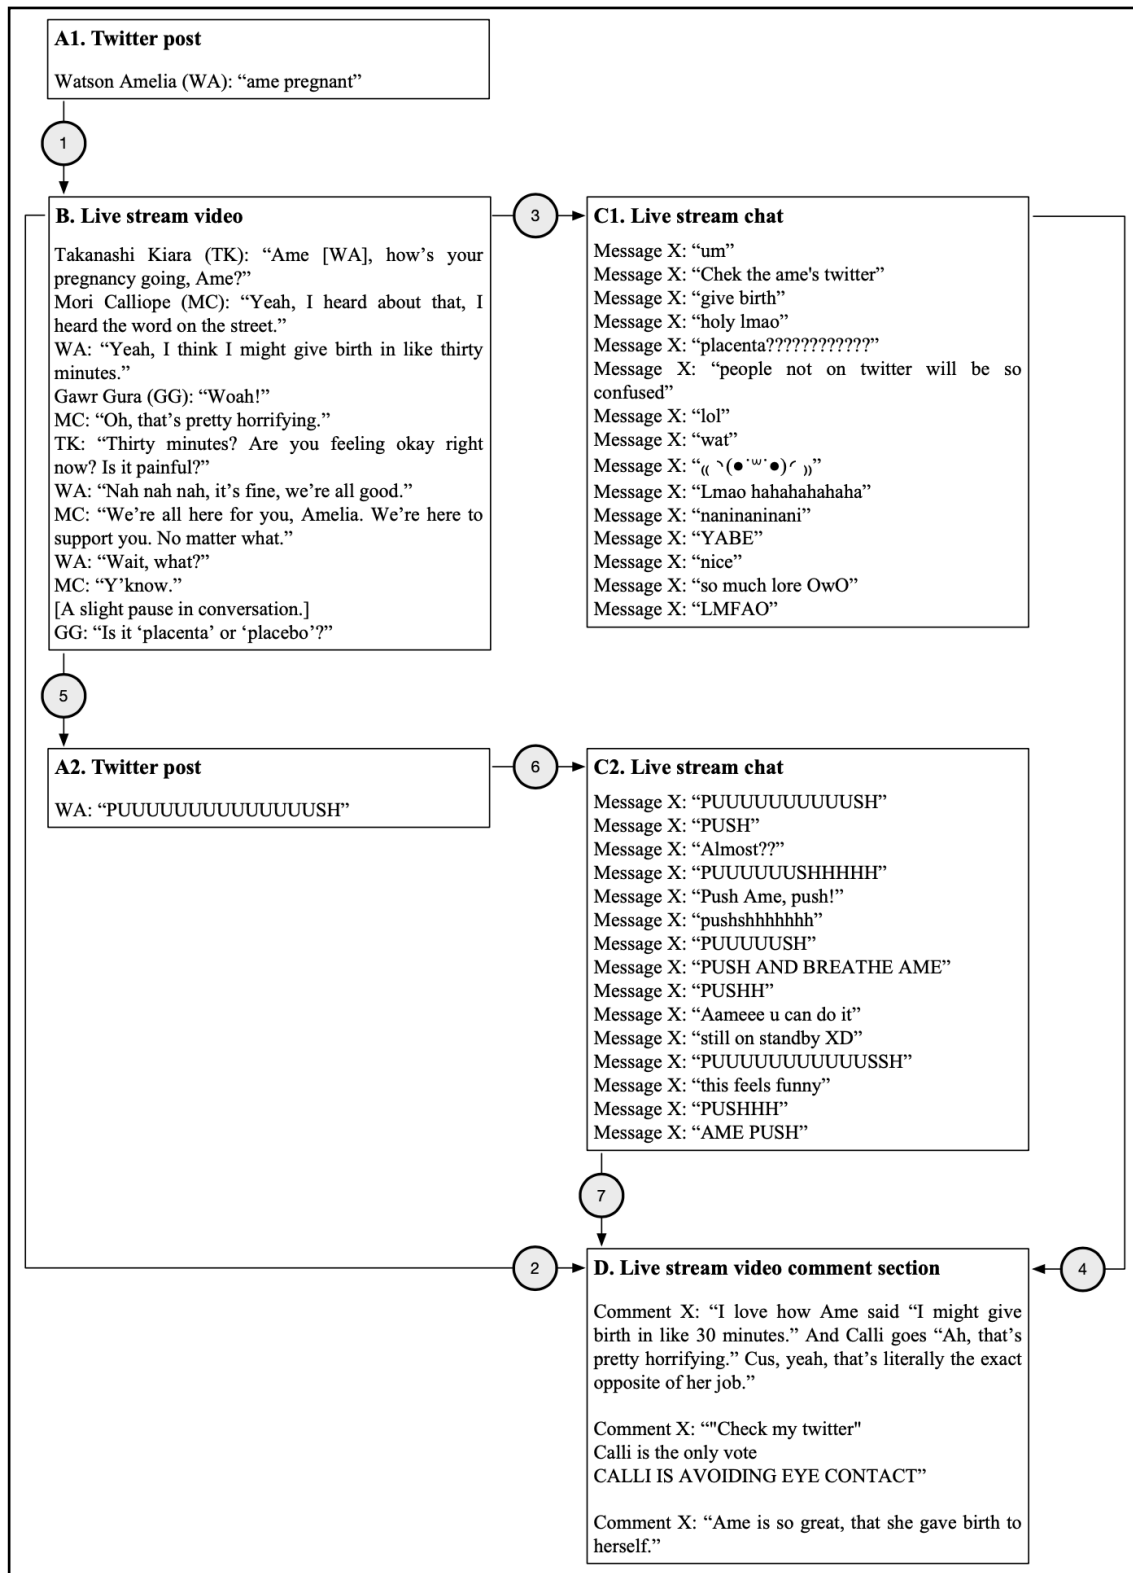 A1. Twitter post
Watson Amelia (WA): “ame pregnant”
1
B. Live stream video
Takanashi Kiara (TK): “Ame [WA], how’s your
pregnancy going, Ame?”
Mori Calliope (MC): “Yeah, I heard about that, I
heard the word on the street.”
WA: “Yeah, I think I might give birth in like thirty
minutes.”
Gawr Gura (GG): “Woah!”
MC: “Oh, that’s pretty horrifying.”
TK: “Thirty minutes? Are you feeling okay right
now? Is it painful?”
WA: “Nah nah nah, it’s fine, we’re all good.”
MC: “We’re all here for you, Amelia. We’re here to
support you. No matter what.”
WA: “Wait, what?”
MC: “Y’know.”
[A slight pause in conversation.]
GG: “Is it ‘placenta’ or ‘placebo’?”
3
C1. Live stream chat
Message X: “um”
Message X: “Chek the ame's twitter”
Message X: “give birth”
Message X: “holy lmao”
Message X: “placenta????????????”
Message X: “people not on twitter will be so
confused”
Message X: “lol”
Message X: “wat”
Message X: “₍₍ ◝(●˙꒳˙●)◜ ₎₎”
Message X: “Lmao hahahahahaha”
Message X: “naninaninani”
Message X: “YABE”
Message X: “nice”
Message X: “so much lore OwO”
Message X: “LMFAO”
5
A2. Twitter post
WA: “PUUUUUUUUUUUUUUUSH”
6
C2. Live stream chat
Message X: “PUUUUUUUUUUSH”
Message X: “PUSH”
Message X: “Almost??”
Message X: “PUUUUUUSHHHHH”
Message X: “Push Ame, push!”
Message X: “pushshhhhhhh”
Message X: “PUUUUUSH”
Message X: “PUSH AND BREATHE AME”
Message X: “PUSHH”
Message X: “Aameee u can do it”
Message X: “still on standby XD”
Message X: “PUUUUUUUUUUUSSH”
Message X: “this feels funny”
Message X: “PUSHHH”
Message X: “AME PUSH”
7
2
D. Live stream video comment section
4
Comment X: “I love how Ame said “I might give
birth in like 30 minutes.” And Calli goes “Ah, that’s
pretty horrifying.” Cus, yeah, that’s literally the exact
opposite of her job.”
Comment X: “"Check my twitter"
Calli is the only vote
CALLI IS AVOIDING EYE CONTACT”
Comment X: “Ame is so great, that she gave birth to
herself.”